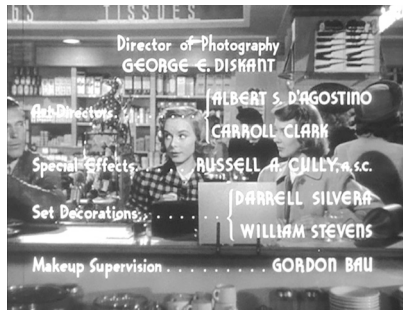 GS TISSUES
Director of Photography
GEORGE E. DISKANT
Art Directors. . ALBERT S. D'AGOSTINO
CARROLL CLARK
Special Effects. . . RUSSELL A. CULLY, A.S.C.
Set Decorations . . . . . . . DARRELL SILVERA
WILLIAM STEVENS
Makeup Supervision . . . . . . . . . GORDON BAU